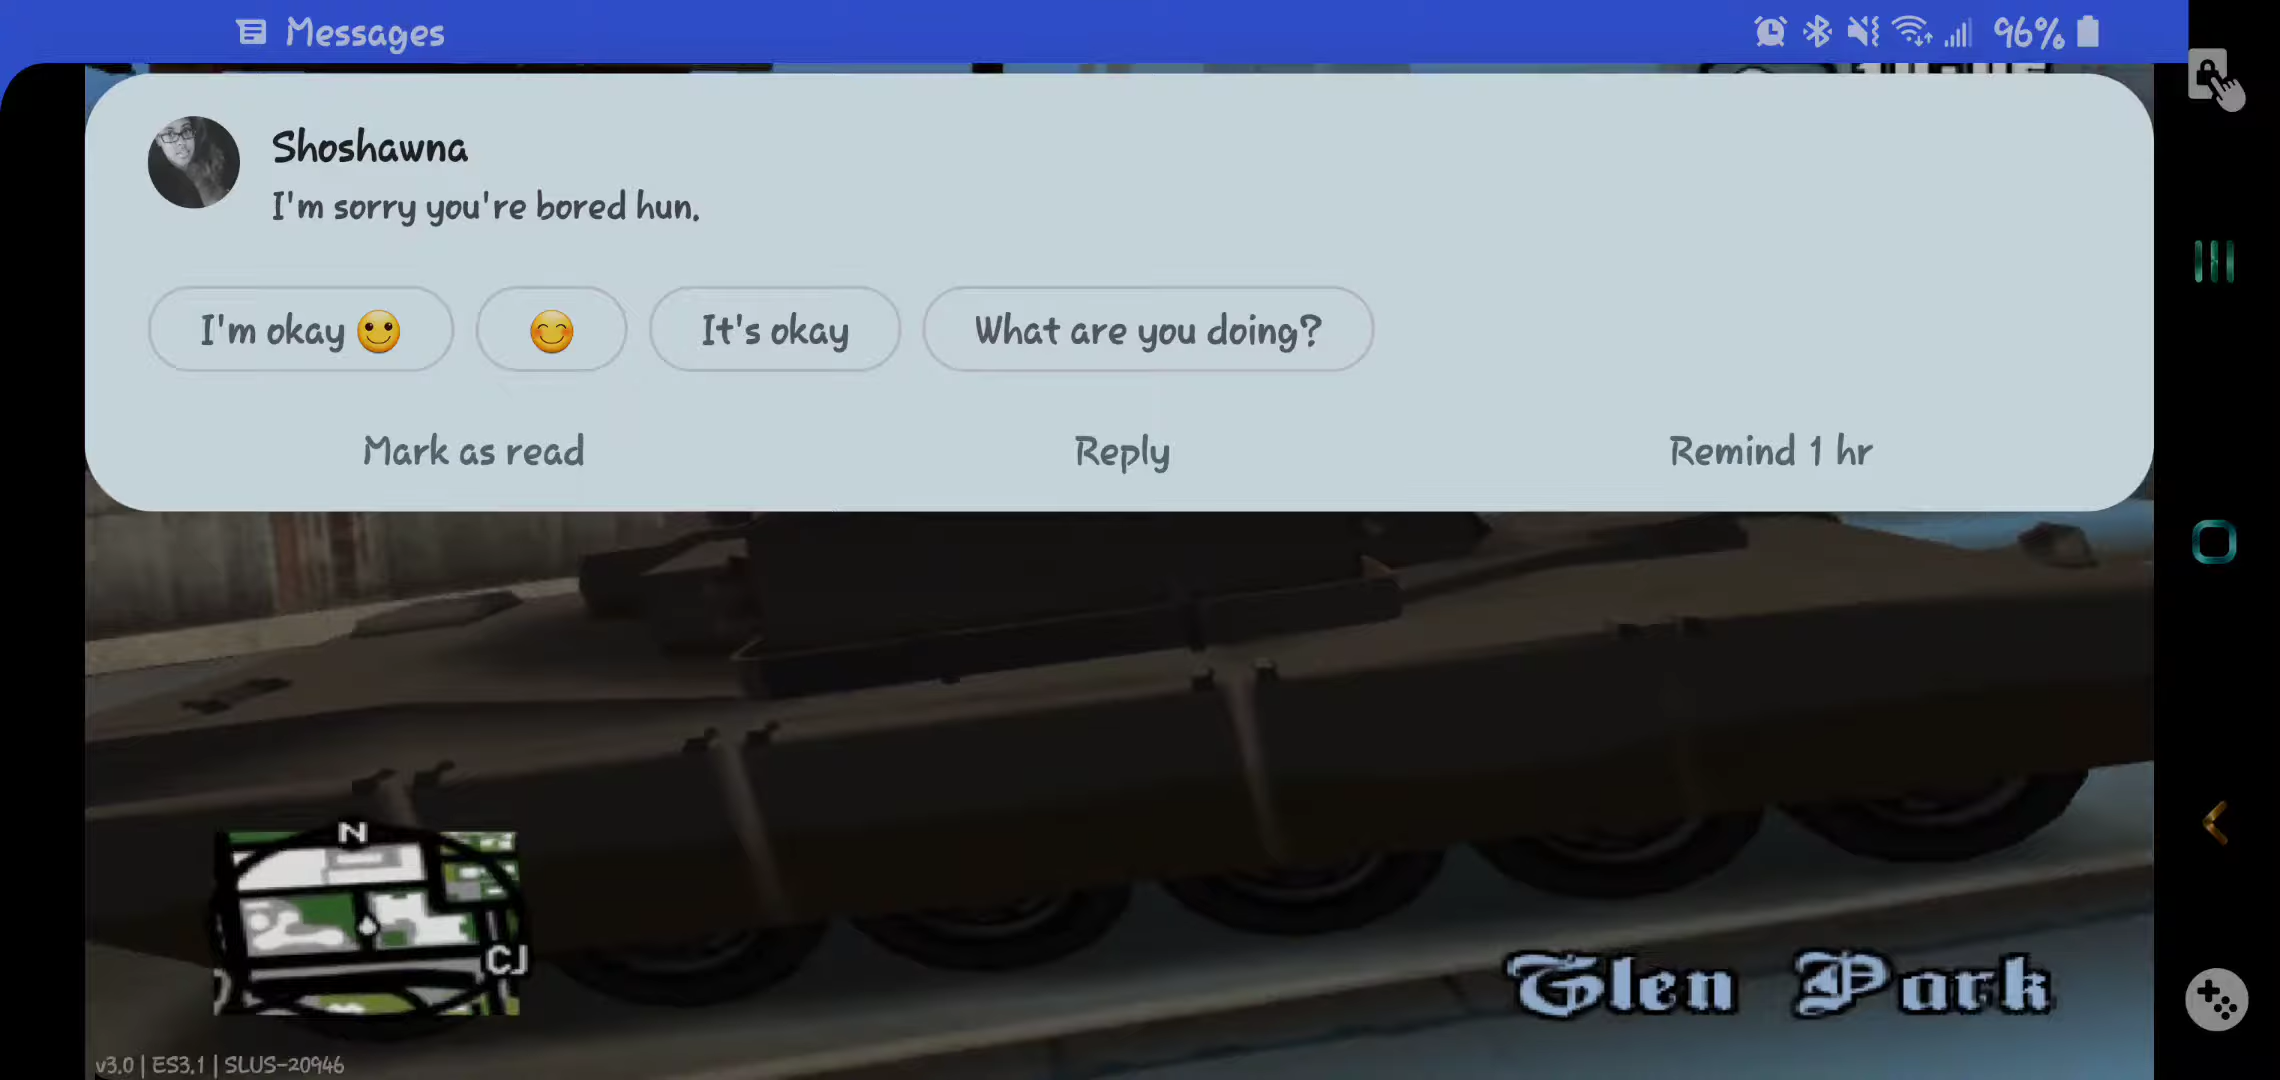 Messages
96%
Shoshawna
I'm sorry you're bored hun.
I'm okay 🙂
😊
It's okay
What are you doing?
Mark as read
Reply
Remind 1 hr
N
CJ
Glen Park
v3.0 | ES3.1 | SLUS-20946